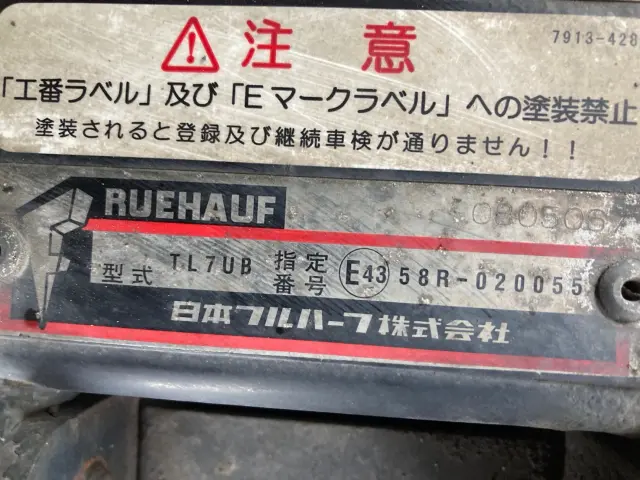 注意
7913-428
「工番ラベル」及び「Eマークラベル」への塗装禁止
塗装されると登録及び継続車検が通りません！！
RUEHAUF
型式 TL7UB 指定番号 E43 58R-020055
日本フルハーフ株式会社